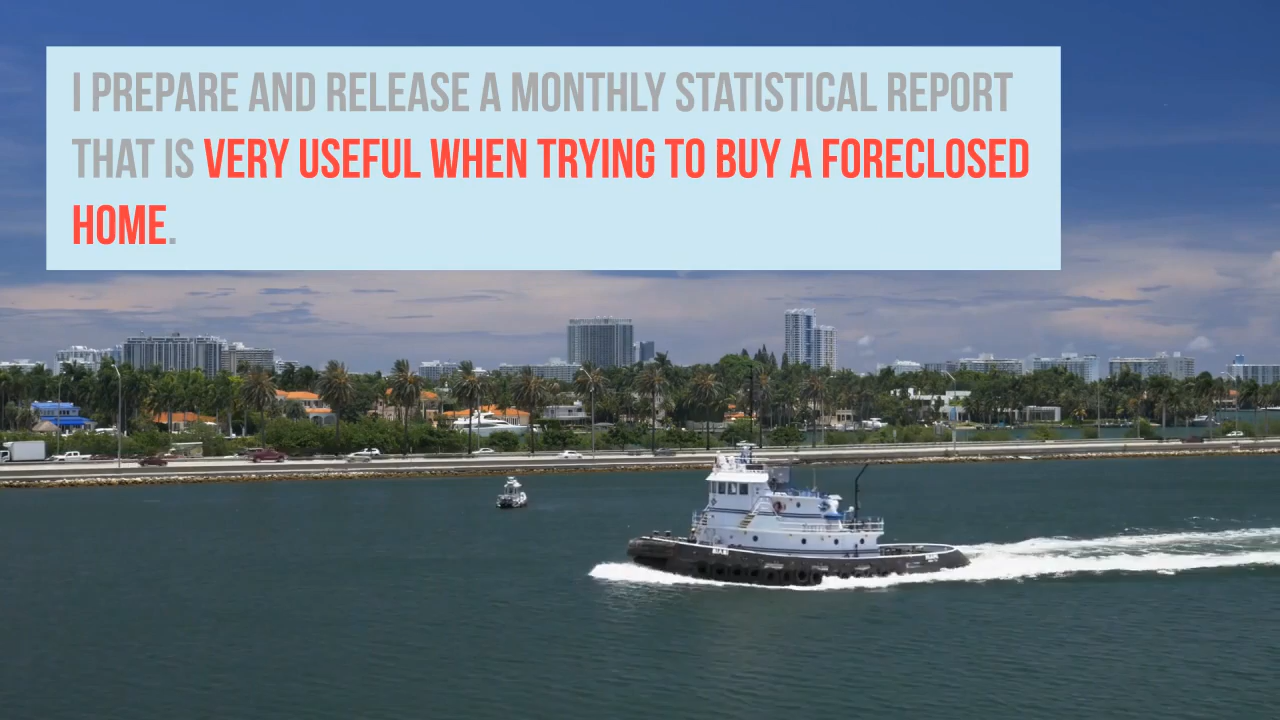 I PREPARE AND RELEASE A MONTHLY STATISTICAL REPORT
THAT IS VERY USEFUL WHEN TRYING TO BUY A FORECLOSED
HOME.